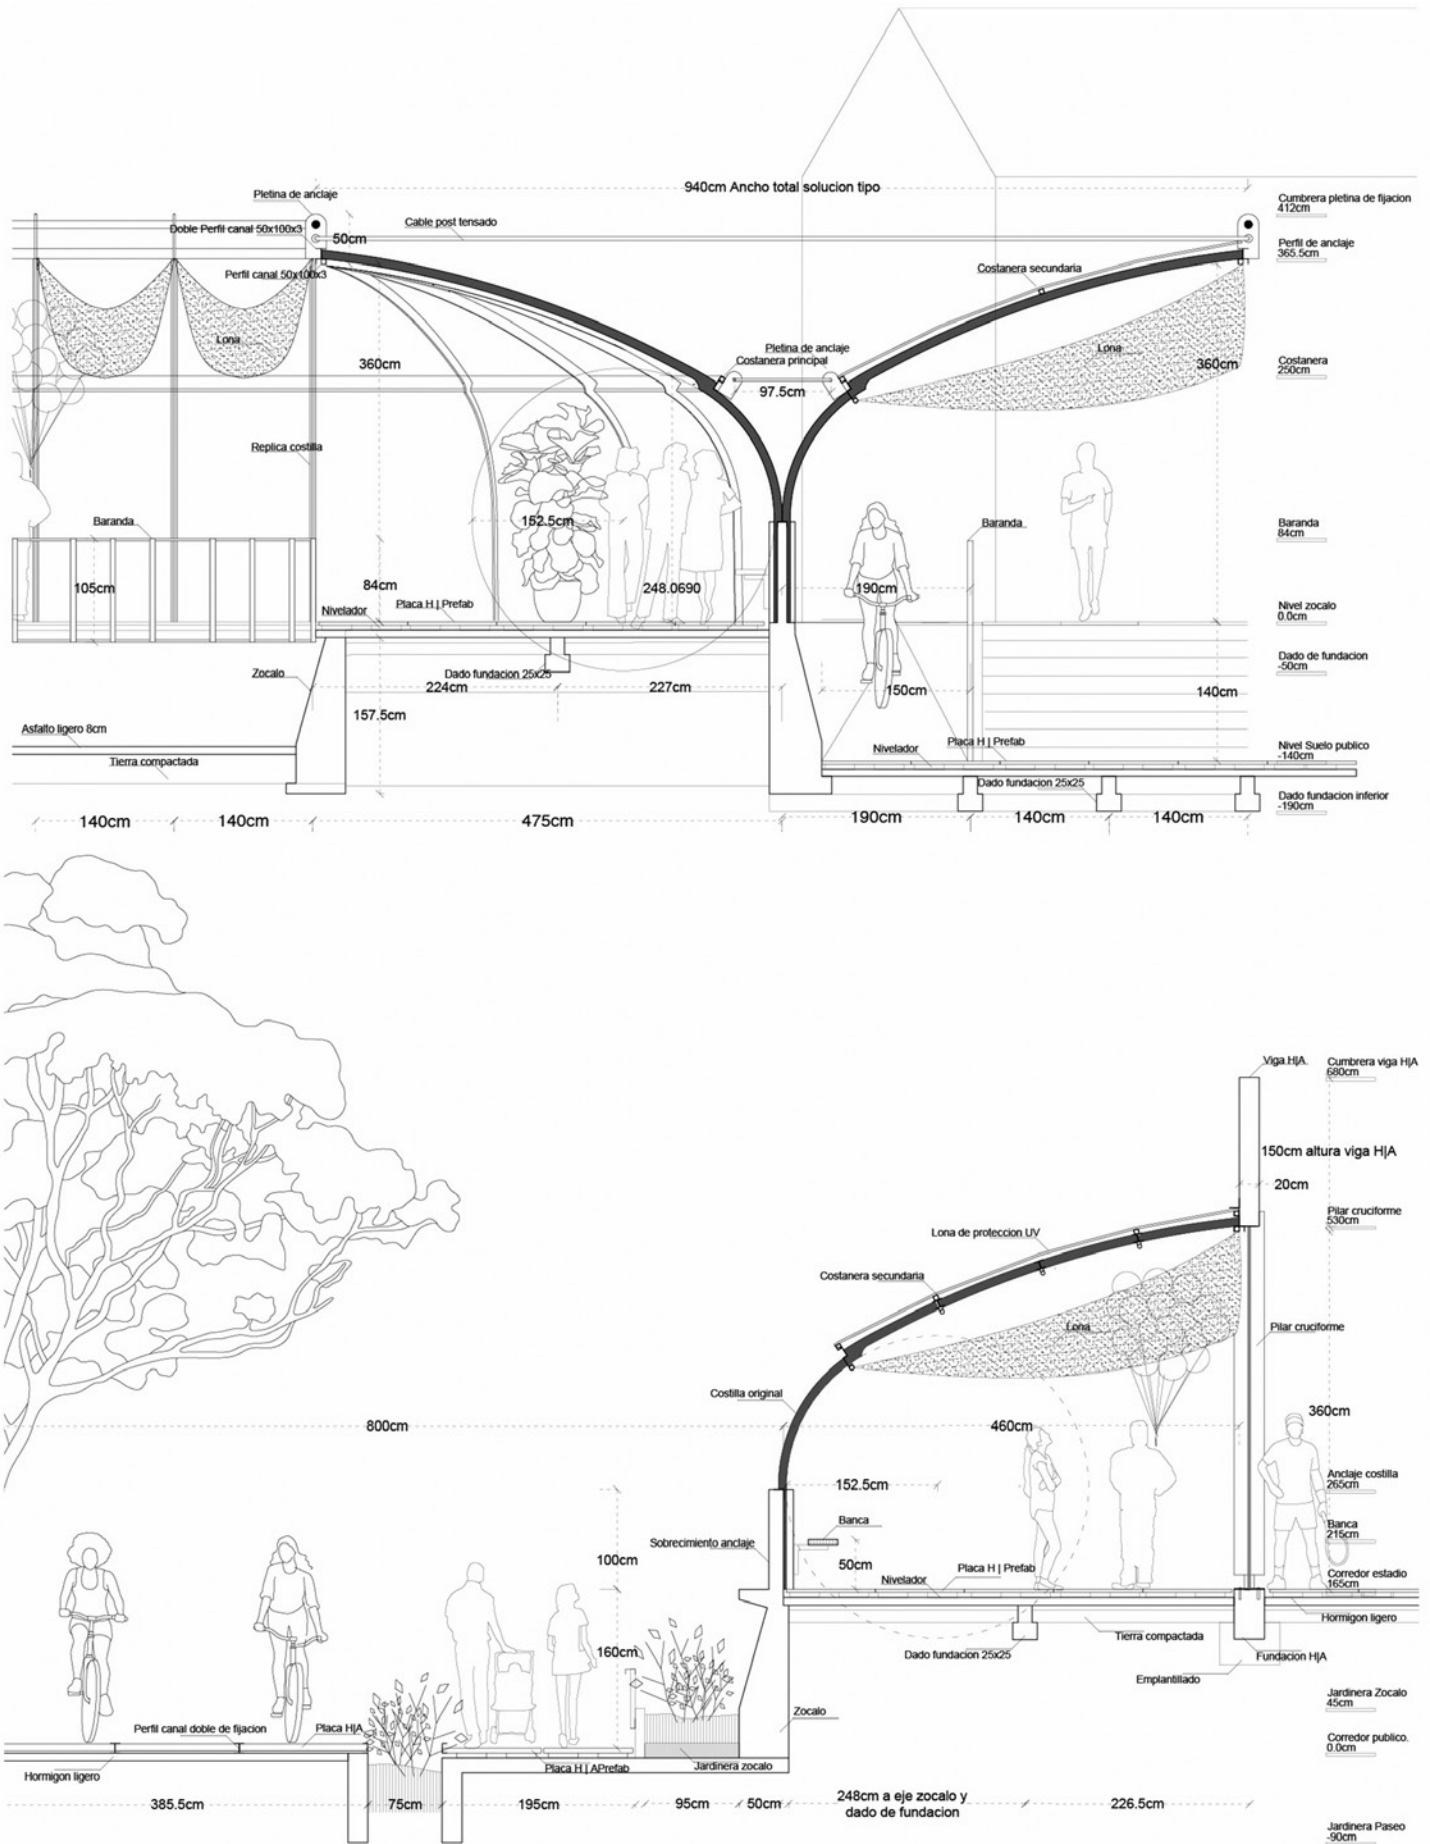 940cm Ancho total solucion tipo
Pletina de anclaje
Cumbrera pletina de fijacion
412cm
Doble Perfil canal 50x100x3
50cm
Cable post tensado
Perfil de anclaje
365.5cm
Perfil canal 50x100x3
Costanera secundaria
Lona
360cm
Pletina de anclaje
Costanera principal
97.5cm
Lona
360cm
Costanera
250cm
Replica costilla
Baranda
152.5cm
Baranda
Baranda
84cm
105cm
84cm
248.0690
190cm
Nivelador
Placa H | Prefab
Nivel zocalo
0.0cm
Zocalo
Dado fundacion 25x25
Dado de fundacion
-50cm
224cm
227cm
150cm
140cm
157.5cm
Asfalto ligero 8cm
Tierra compactada
Nivelador
Placa H | Prefab
Nivel Suelo publico
-140cm
Dado fundacion 25x25
Dado fundacion inferior
-190cm
140cm
140cm
475cm
190cm
140cm
140cm
Viga H|A
Cumbrera viga H|A
680cm
150cm altura viga H|A
20cm
Lona de proteccion UV
Pilar cruciforme
530cm
Costanera secundaria
Lona
Pilar cruciforme
Costilla original
800cm
460cm
360cm
152.5cm
Anclaje costilla
265cm
Banca
Banca
215cm
Sobrecimiento anclaje
100cm
50cm
Placa H | Prefab
Nivelador
Corredor estadio
165cm
Hormigon ligero
160cm
Tierra compactada
Dado fundacion 25x25
Fundacion H|A
Emplantillado
Jardinera Zocalo
45cm
Zocalo
Perfil canal doble de fijacion
Placa H|A
Corredor publico.
0.0cm
Hormigon ligero
Placa H | APrefab
Jardinera zocalo
385.5cm
75cm
195cm
95cm
50cm
248cm a eje zocalo y
dado de fundacion
226.5cm
Jardinera Paseo
-90cm